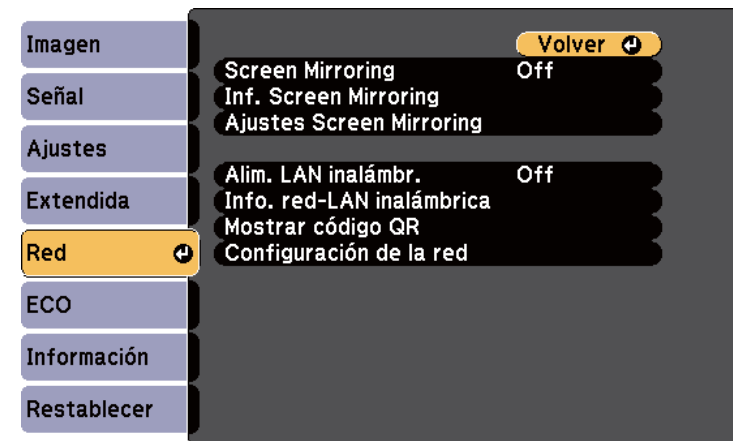 Imagen
Señal
Ajustes
Extendida
Red
ECO
Información
Restablecer
Volver
Screen Mirroring Off
Inf. Screen Mirroring
Ajustes Screen Mirroring
Alim. LAN inalámbr. Off
Info. red-LAN inalámbrica
Mostrar código QR
Configuración de la red